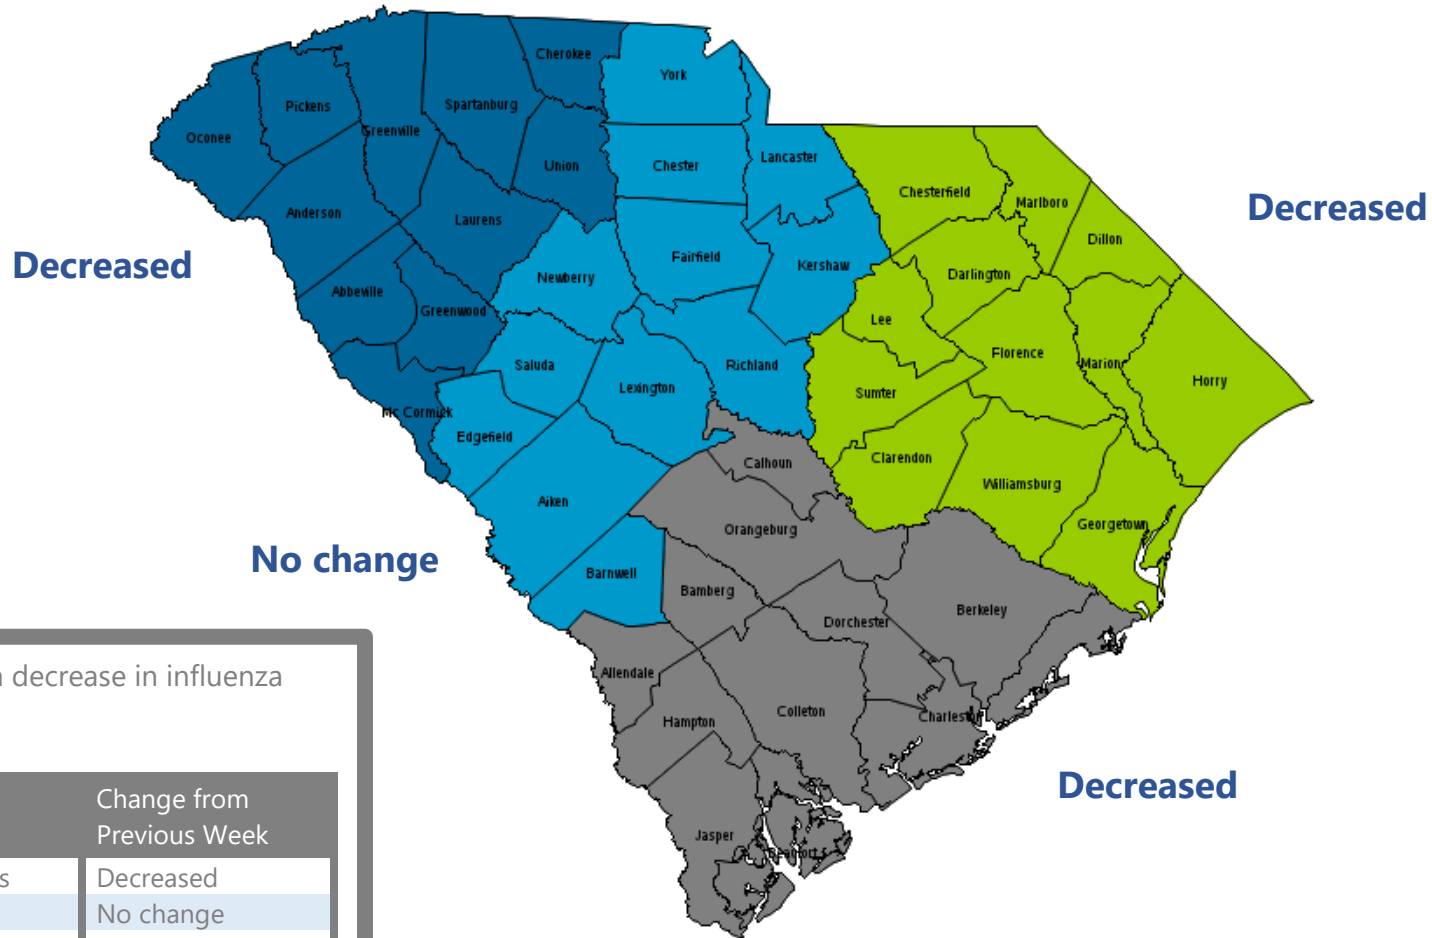 Cherokee
York
Pickens
Spartanburg
Greenville
Oconee
Union
Chester
Lancaster
Chesterfield
Marlboro
Decreased
Anderson
Laurens
Dillon
Decreased
Fairfield
Kershaw
Newberry
Darlington
Abbeville
Greenwood
Lee
Florence
Saluda
Richland
Marion
Horry
Lexington
Sumter
Mc Cormick
Edgefield
Calhoun
Clarendon
Williamsburg
Aiken
Orangeburg
Georgetown
No change
Barnwell
Bamberg
Berkeley
Dorchester
Allendale
decrease in influenza
Hampton
Colleton
Charleston
Decreased
Change from
Previous Week
Jasper
Beaufort
Decreased
No change